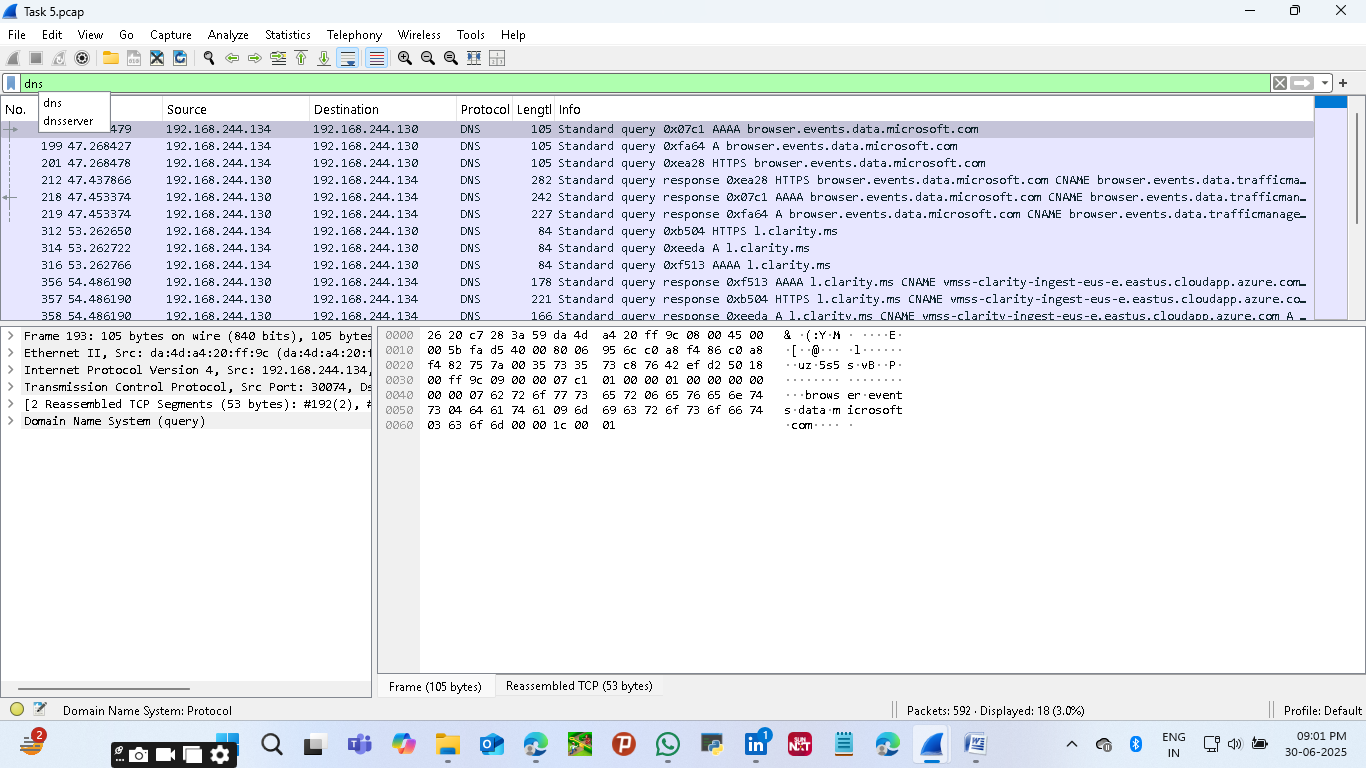 Task 5.pcap
File Edit View Go Capture Analyze Statistics Telephony Wireless Tools Help
dns
dns
dnsserver
No. Source Destination Protocol Lengtl Info
479 192.168.244.134 192.168.244.130 DNS 105 Standard query 0x07c1 AAAA browser.events.data.microsoft.com
199 47.268427 192.168.244.134 192.168.244.130 DNS 105 Standard query 0xfa64 A browser.events.data.microsoft.com
201 47.268478 192.168.244.134 192.168.244.130 DNS 105 Standard query 0xea28 HTTPS browser.events.data.microsoft.com
212 47.437866 192.168.244.130 192.168.244.134 DNS 282 Standard query response 0xea28 HTTPS browser.events.data.microsoft.com CNAME browser.events.data.trafficma…
218 47.453374 192.168.244.130 192.168.244.134 DNS 242 Standard query response 0x07c1 AAAA browser.events.data.microsoft.com CNAME browser.events.data.trafficman…
219 47.453374 192.168.244.130 192.168.244.134 DNS 227 Standard query response 0xfa64 A browser.events.data.microsoft.com CNAME browser.events.data.trafficmanage…
312 53.262650 192.168.244.134 192.168.244.130 DNS 84 Standard query 0xb504 HTTPS l.clarity.ms
314 53.262722 192.168.244.134 192.168.244.130 DNS 84 Standard query 0xeeda A l.clarity.ms
316 53.262766 192.168.244.134 192.168.244.130 DNS 84 Standard query 0xf513 AAAA l.clarity.ms
356 54.486190 192.168.244.130 192.168.244.134 DNS 178 Standard query response 0xf513 AAAA l.clarity.ms CNAME vmss-clarity-ingest-eus-e.eastus.cloudapp.azure.com…
357 54.486190 192.168.244.130 192.168.244.134 DNS 221 Standard query response 0xb504 HTTPS l.clarity.ms CNAME vmss-clarity-ingest-eus-e.eastus.cloudapp.azure.co…
358 54.486190 192.168.244.130 192.168.244.134 DNS 166 Standard query response 0xeeda A l.clarity.ms CNAME vmss-clarity-ingest-eus-e.eastus.cloudapp.azure.com A …
Frame 193: 105 bytes on wire (840 bits), 105 bytes
Ethernet II, Src: da:4d:a4:20:ff:9c (da:4d:a4:20:f
Internet Protocol Version 4, Src: 192.168.244.134,
Transmission Control Protocol, Src Port: 30074, Ds
[2 Reassembled TCP Segments (53 bytes): #192(2), #
Domain Name System (query)
0000 26 20 c7 28 3a 59 da 4d a4 20 ff 9c 08 00 45 00 & ·(:Y·M · ····E·
0010 00 5b fa d5 40 00 80 06 95 6c c0 a8 f4 86 c0 a8 ·[··@··· ·l······
0020 f4 82 75 7a 00 35 73 35 73 c8 76 42 ef d2 50 18 ··uz·5s5 s·vB··P·
0030 00 ff 9c 09 00 00 07 c1 01 00 00 01 00 00 00 00 ········ ········
0040 00 00 07 62 72 6f 77 73 65 72 06 65 76 65 6e 74 ···brows er·event
0050 73 04 64 61 74 61 09 6d 69 63 72 6f 73 6f 66 74 s·data·m icrosoft
0060 03 63 6f 6d 00 00 1c 00 01 ·com···· ·
Frame (105 bytes) Reassembled TCP (53 bytes)
Domain Name System: Protocol Packets: 592 · Displayed: 18 (3.0%) Profile: Default
2
1
ENG
IN
09:01 PM
30-06-2025